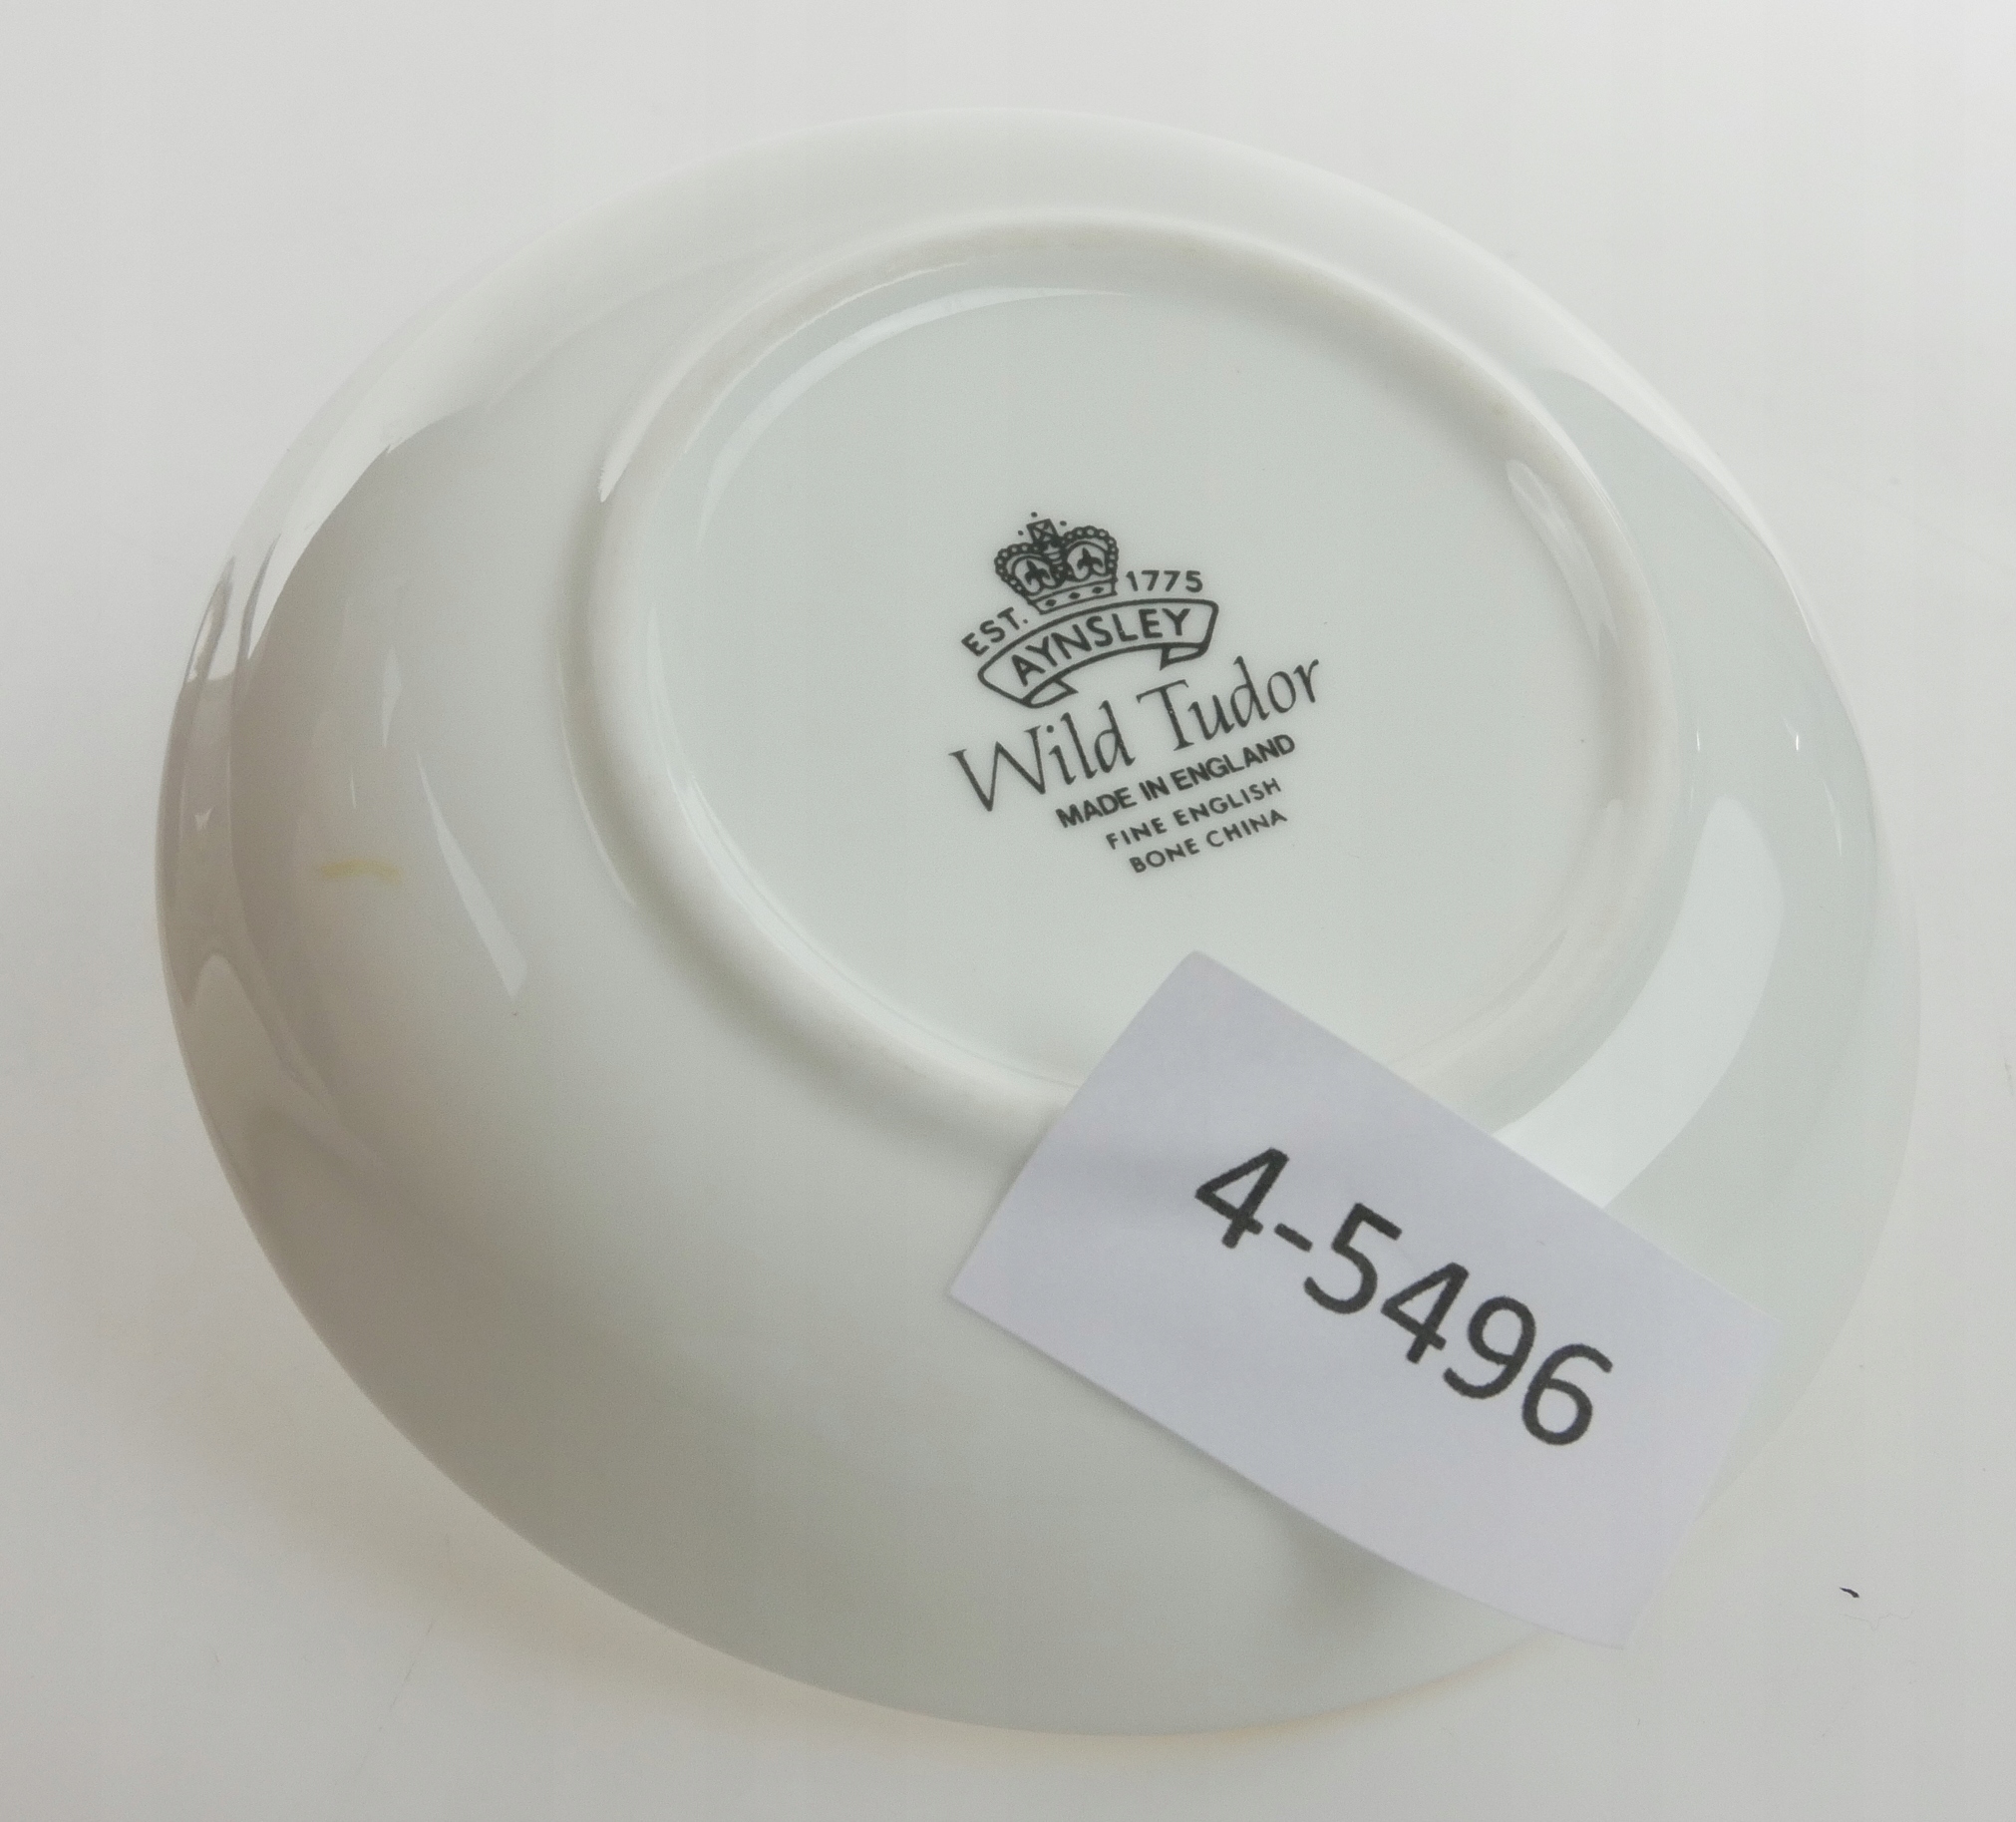 EST. 1775
AYNSLEY
Wild Tudor
MADE IN ENGLAND
FINE ENGLISH
BONE CHINA
4-5496